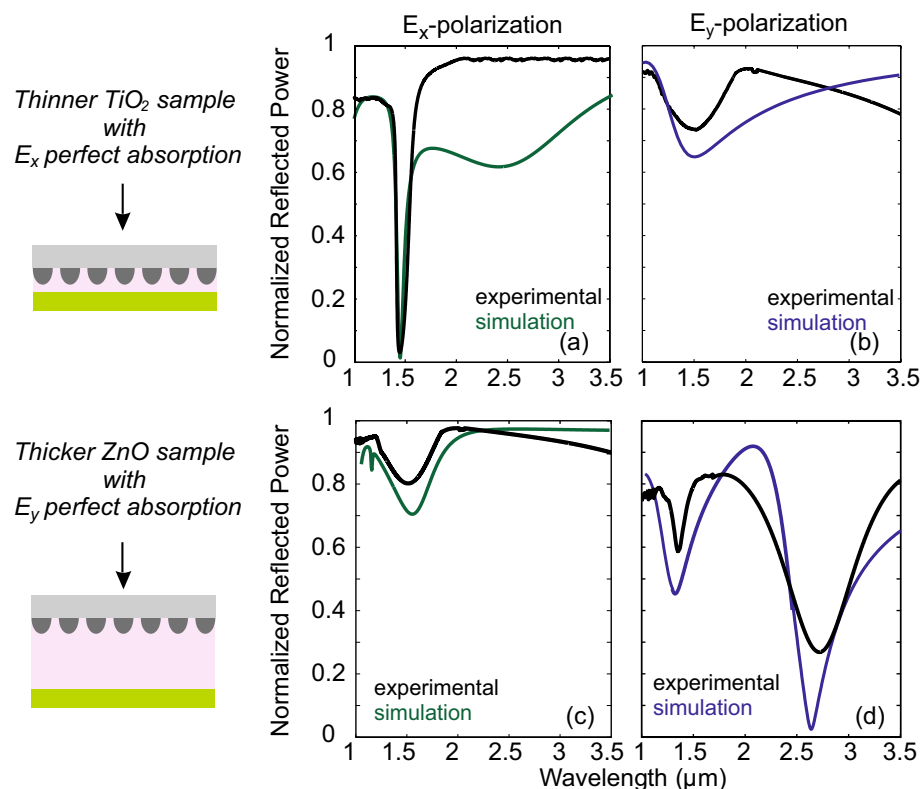 Eₓ-polarization
E_y-polarization
Thinner TiO₂ sample
with
Eₓ perfect absorption
Normalized Reflected Power
1
0.8
0.6
0.4
0.2
0
experimental
simulation
(a)
1
1.5
2
2.5
3
3.5
experimental
simulation
(b)
1
1.5
2
2.5
3
3.5
Thicker ZnO sample
with
E_y perfect absorption
Normalized Reflected Power
1
0.8
0.6
0.4
0.2
0
experimental
simulation
(c)
1
1.5
2
2.5
3
3.5
experimental
simulation
(d)
1
1.5
2
2.5
3
3.5
Wavelength (μm)